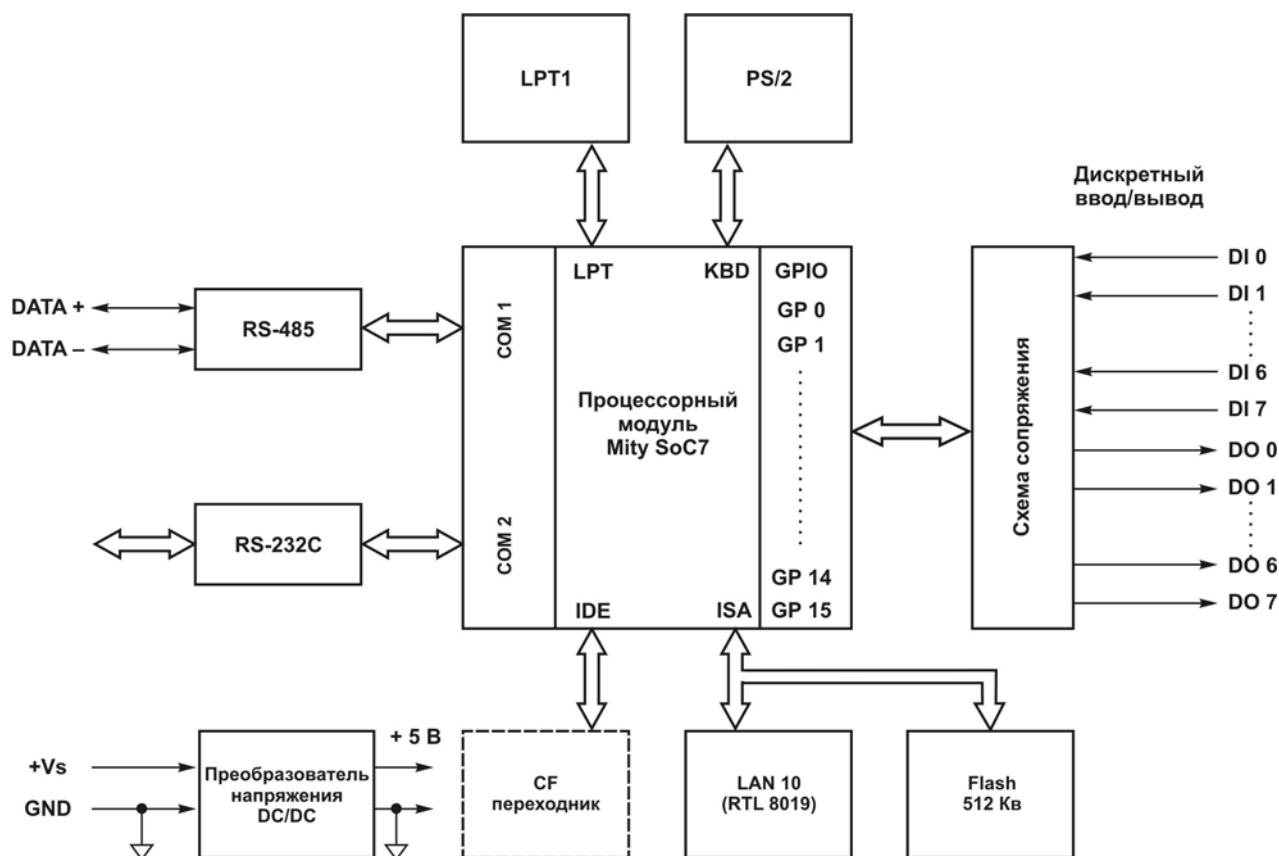 LPT1
PS/2
Дискретный
ввод/вывод
DATA +
DATA –
RS-485
COM 1
LPT
KBD
GPIO
GP 0
GP 1
Процессорный
модуль
Mity SoC7
GP 14
GP 15
COM 2
IDE
ISA
RS-232C
Схема сопряжения
DI 0
DI 1
DI 6
DI 7
DO 0
DO 1
DO 6
DO 7
+Vs
GND
Преобразователь
напряжения
DC/DC
+ 5 В
CF
переходник
LAN 10
(RTL 8019)
Flash
512 Кв